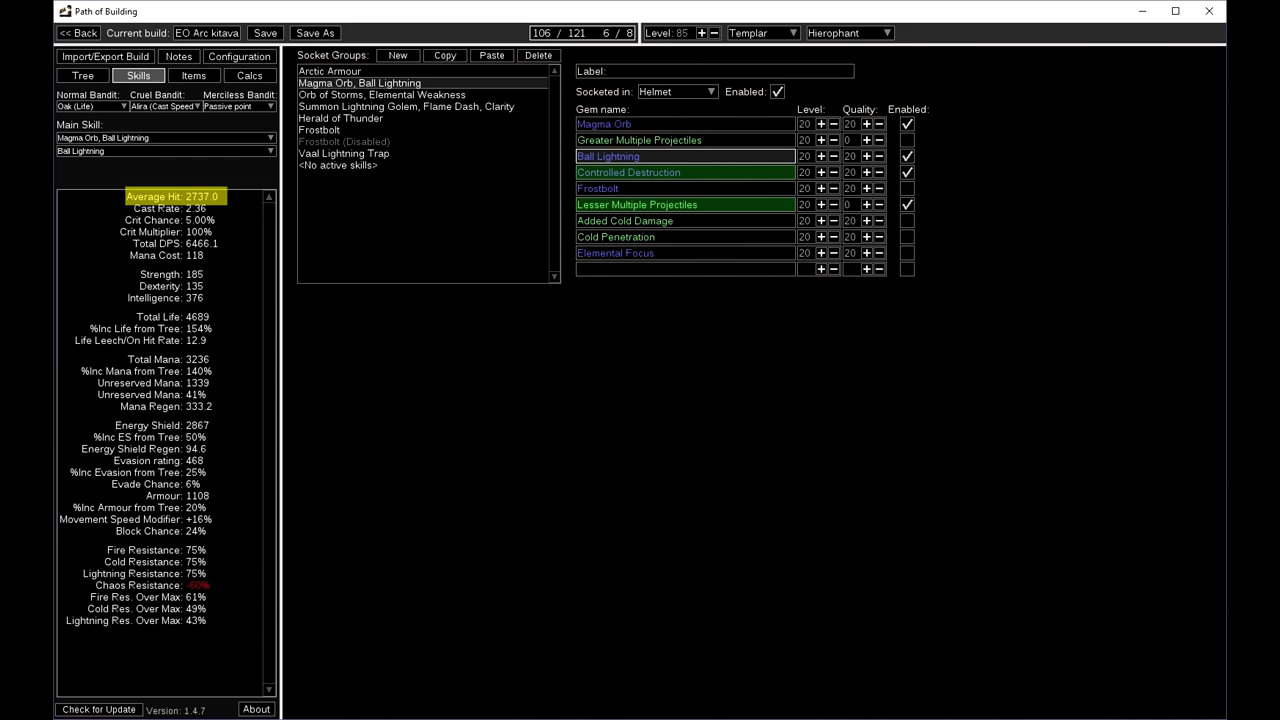 Path of Building
<< Back Current build: EO Arc kitava Save Save As 106 / 121 6 / 8 Level: 85 + − Templar Hierophant
Import/Export Build Notes Configuration
Tree Skills Items Calcs
Normal Bandit: Cruel Bandit: Merciless Bandit:
Oak (Life) Alira (Cast Speed Passive point
Main Skill:
Magma Orb, Ball Lightning
Ball Lightning
Average Hit: 2737.0
Cast Rate: 2.36
Crit Chance: 5.00%
Crit Multiplier: 100%
Total DPS: 6466.1
Mana Cost: 118
Strength: 185
Dexterity: 135
Intelligence: 376
Total Life: 4689
%Inc Life from Tree: 154%
Life Leech/On Hit Rate: 12.9
Total Mana: 3236
%Inc Mana from Tree: 140%
Unreserved Mana: 1339
Unreserved Mana: 41%
Mana Regen: 333.2
Energy Shield: 2867
%Inc ES from Tree: 50%
Energy Shield Regen: 94.6
Evasion rating: 468
%Inc Evasion from Tree: 25%
Evade Chance: 6%
Armour: 1108
%Inc Armour from Tree: 20%
Movement Speed Modifier: +16%
Block Chance: 24%
Fire Resistance: 75%
Cold Resistance: 75%
Lightning Resistance: 75%
Chaos Resistance: -60%
Fire Res. Over Max: 61%
Cold Res. Over Max: 49%
Lightning Res. Over Max: 43%
Check for Update Version: 1.4.7 About
Socket Groups: New Copy Paste Delete
Arctic Armour
Magma Orb, Ball Lightning
Orb of Storms, Elemental Weakness
Summon Lightning Golem, Flame Dash, Clarity
Herald of Thunder
Frostbolt
Frostbolt (Disabled)
Vaal Lightning Trap
<No active skills>
Label:
Socketed in: Helmet Enabled:
Gem name: Level: Quality: Enabled:
Magma Orb 20 + − 20 + −
Greater Multiple Projectiles 20 + − 0 + −
Ball Lightning 20 + − 20 + −
Controlled Destruction 20 + − 20 + −
Frostbolt 20 + − 20 + −
Lesser Multiple Projectiles 20 + − 0 + −
Added Cold Damage 20 + − 20 + −
Cold Penetration 20 + − 20 + −
Elemental Focus 20 + − 20 + −
+ − + −